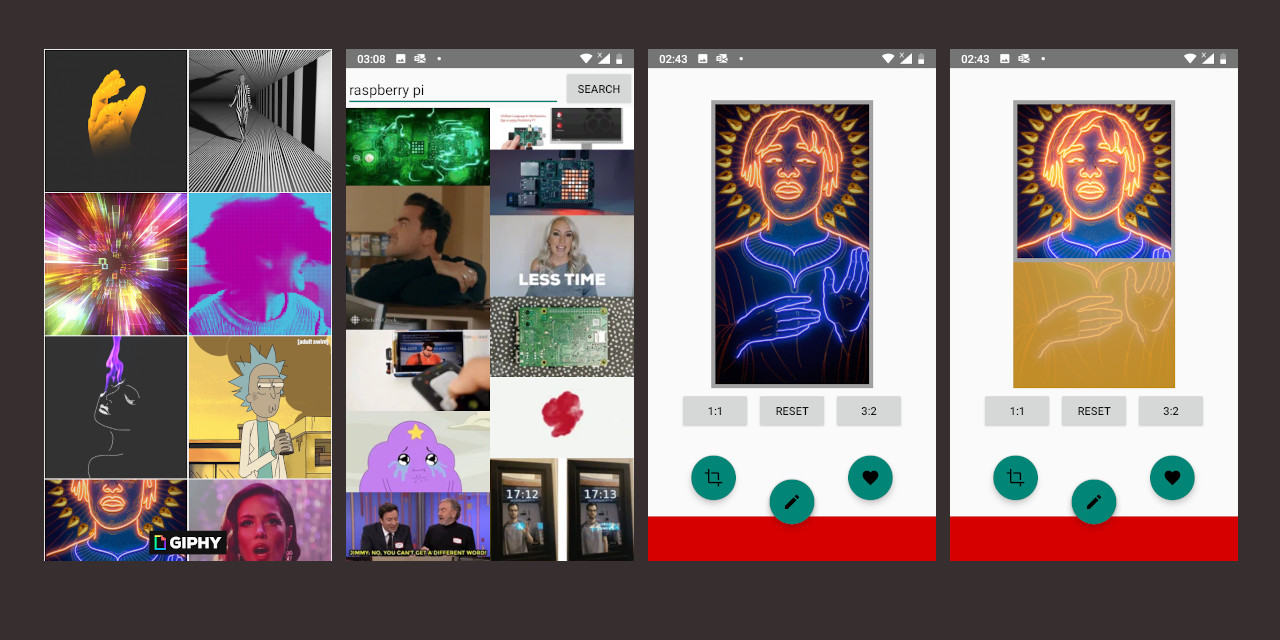 [adult swim]
GIPHY
03:08
raspberry pi
SEARCH
LESS TIME
17:12
17:13
JIMMY: NO, YOU CAN'T GET A DIFFERENT WORD!
02:43
1:1
RESET
3:2
02:43
1:1
RESET
3:2